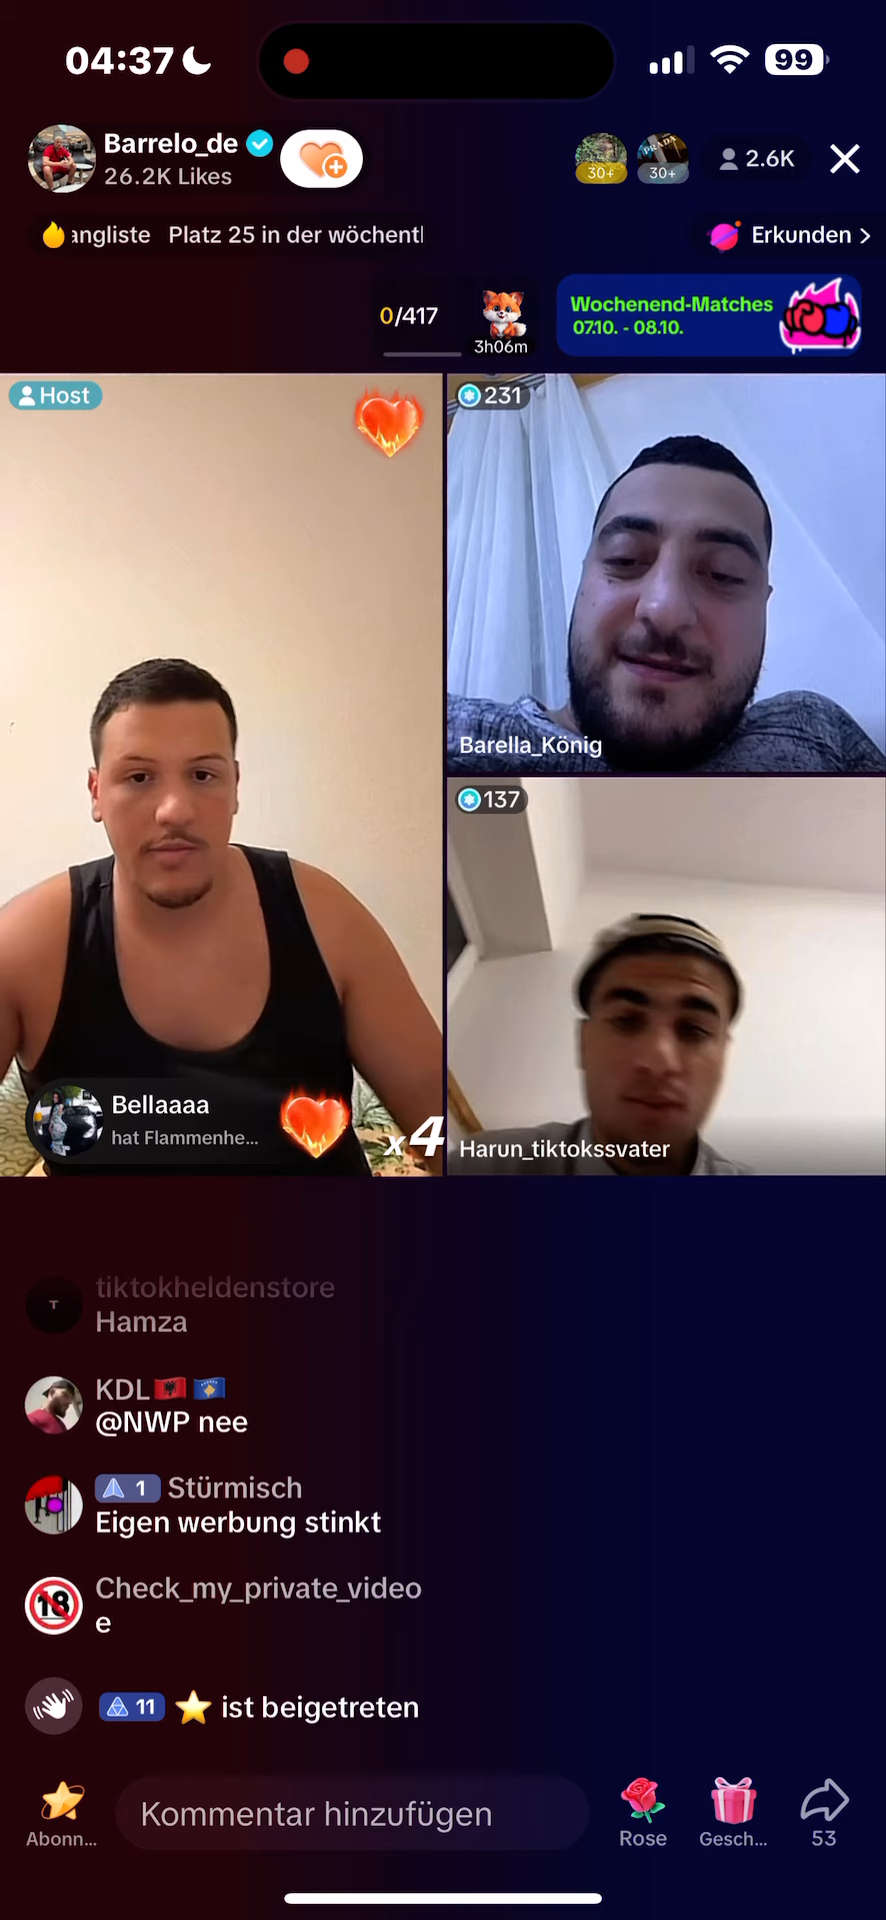 04:37
99
Barrelo_de
26.2K Likes
30+
30+
2.6K
angliste Platz 25 in der wöchentl
Erkunden >
0/417
3h06m
Wochenend-Matches
07.10. - 08.10.
Host
231
Barella_König
137
Bellaaaa
hat Flammenhe...
x4
Harun_tiktokssvater
tiktokheldenstore
T
Hamza
KDL🇦🇱🇽🇰
@NWP nee
1 Stürmisch
Eigen werbung stinkt
Check_my_private_video
18
e
11 ⭐ ist beigetreten
Abonn...
Kommentar hinzufügen
Rose
Gesch...
53